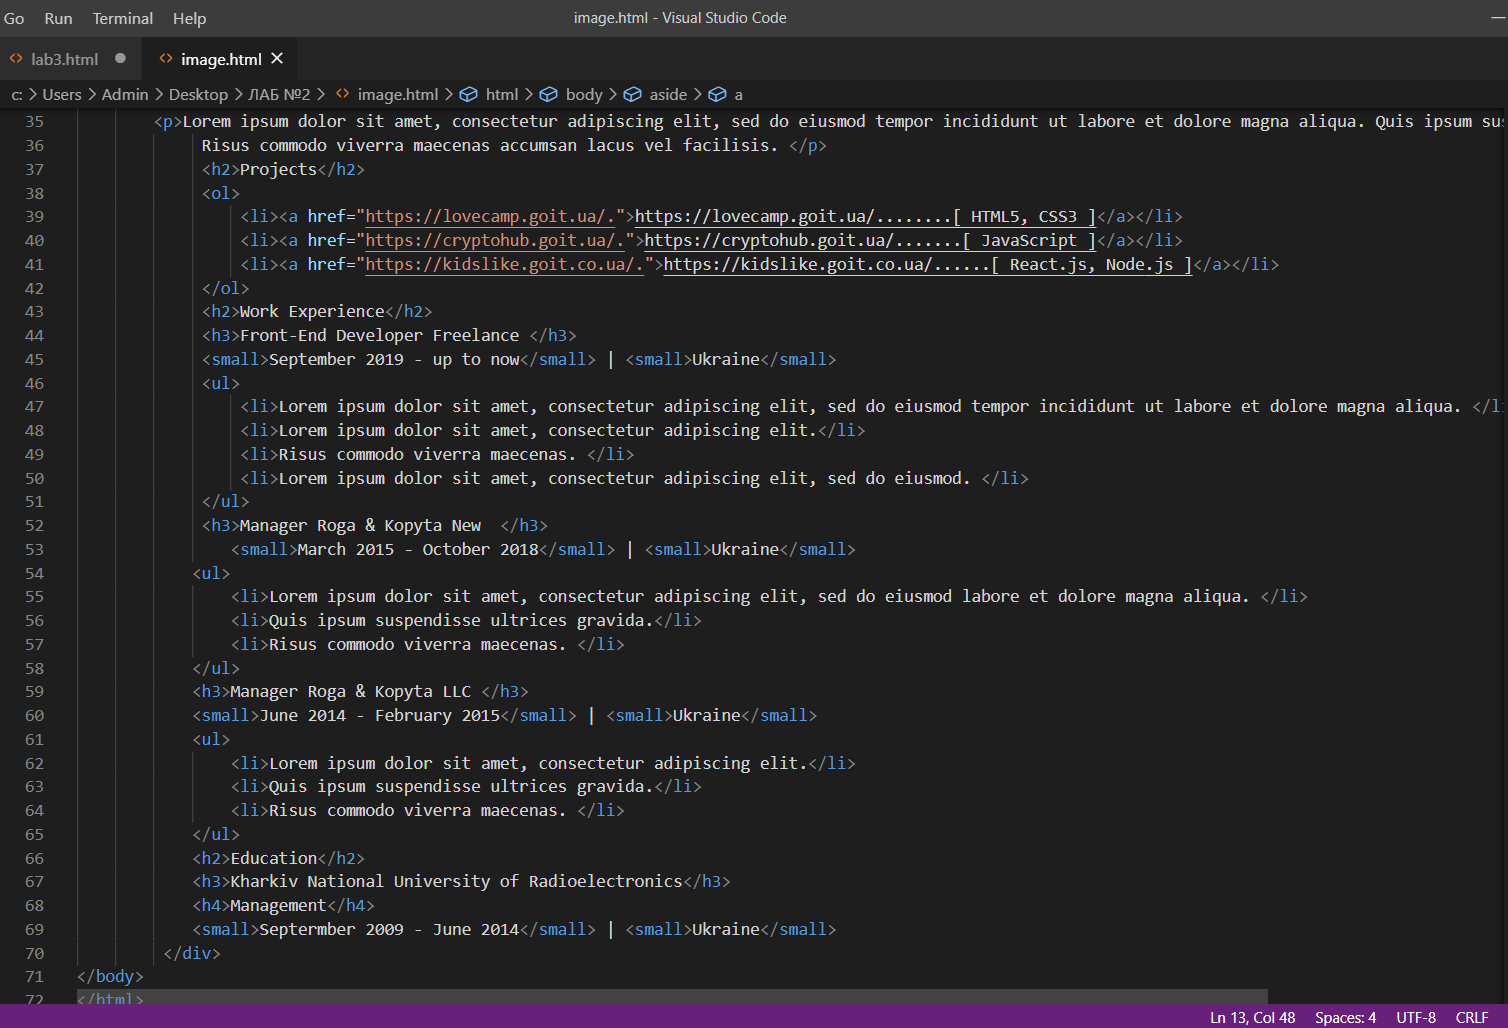 Go Run Terminal Help image.html - Visual Studio Code
lab3.html image.html
c: > Users > Admin > Desktop > ЛАБ №2 > image.html > html > body > aside > a
35 <p>Lorem ipsum dolor sit amet, consectetur adipiscing elit, sed do eiusmod tempor incididunt ut labore et dolore magna aliqua. Quis ipsum sus
36 Risus commodo viverra maecenas accumsan lacus vel facilisis. </p>
37 <h2>Projects</h2>
38 <ol>
39 <li><a href="https://lovecamp.goit.ua/.">https://lovecamp.goit.ua/........[ HTML5, CSS3 ]</a></li>
40 <li><a href="https://cryptohub.goit.ua/.">https://cryptohub.goit.ua/.......[ JavaScript ]</a></li>
41 <li><a href="https://kidslike.goit.co.ua/.">https://kidslike.goit.co.ua/......[ React.js, Node.js ]</a></li>
42 </ol>
43 <h2>Work Experience</h2>
44 <h3>Front-End Developer Freelance </h3>
45 <small>September 2019 - up to now</small> | <small>Ukraine</small>
46 <ul>
47 <li>Lorem ipsum dolor sit amet, consectetur adipiscing elit, sed do eiusmod tempor incididunt ut labore et dolore magna aliqua. </li
48 <li>Lorem ipsum dolor sit amet, consectetur adipiscing elit.</li>
49 <li>Risus commodo viverra maecenas. </li>
50 <li>Lorem ipsum dolor sit amet, consectetur adipiscing elit, sed do eiusmod. </li>
51 </ul>
52 <h3>Manager Roga & Kopyta New  </h3>
53 <small>March 2015 - October 2018</small> | <small>Ukraine</small>
54 <ul>
55 <li>Lorem ipsum dolor sit amet, consectetur adipiscing elit, sed do eiusmod labore et dolore magna aliqua. </li>
56 <li>Quis ipsum suspendisse ultrices gravida.</li>
57 <li>Risus commodo viverra maecenas. </li>
58 </ul>
59 <h3>Manager Roga & Kopyta LLC </h3>
60 <small>June 2014 - February 2015</small> | <small>Ukraine</small>
61 <ul>
62 <li>Lorem ipsum dolor sit amet, consectetur adipiscing elit.</li>
63 <li>Quis ipsum suspendisse ultrices gravida.</li>
64 <li>Risus commodo viverra maecenas. </li>
65 </ul>
66 <h2>Education</h2>
67 <h3>Kharkiv National University of Radioelectronics</h3>
68 <h4>Management</h4>
69 <small>Septermber 2009 - June 2014</small> | <small>Ukraine</small>
70 </div>
71 </body>
72 </html>
Ln 13, Col 48 Spaces: 4 UTF-8 CRLF